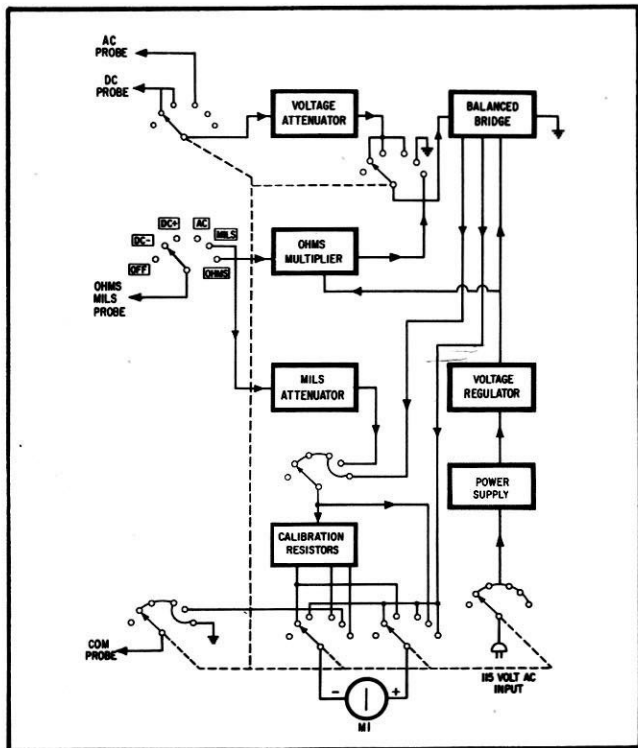 AC
PROBE
DC
PROBE
VOLTAGE
ATTENUATOR
BALANCED
BRIDGE
DC+
AC
DC-
MILS
OFF
OHMS
OHMS
MILS
PROBE
OHMS
MULTIPLIER
MILS
ATTENUATOR
VOLTAGE
REGULATOR
POWER
SUPPLY
CALIBRATION
RESISTORS
COM
PROBE
115 VOLT AC
INPUT
-
+
M1